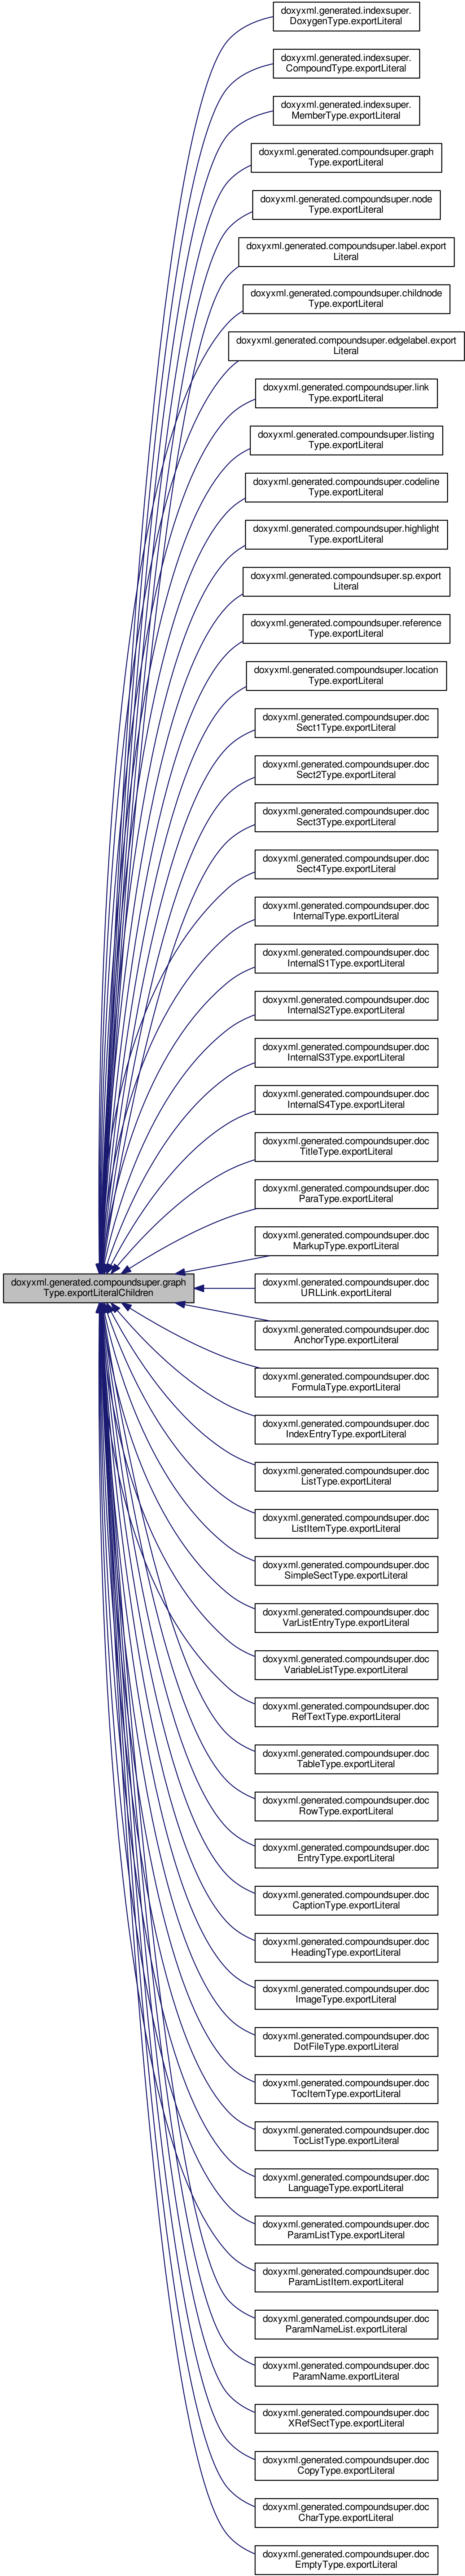 doxyxml.generated.indexsuper.
DoxygenType.exportLiteral
doxyxml.generated.indexsuper.
CompoundType.exportLiteral
doxyxml.generated.indexsuper.
MemberType.exportLiteral
doxyxml.generated.compoundsuper.graph
Type.exportLiteral
doxyxml.generated.compoundsuper.node
Type.exportLiteral
doxyxml.generated.compoundsuper.label.export
Literal
doxyxml.generated.compoundsuper.childnode
Type.exportLiteral
doxyxml.generated.compoundsuper.edgelabel.export
Literal
doxyxml.generated.compoundsuper.link
Type.exportLiteral
doxyxml.generated.compoundsuper.listing
Type.exportLiteral
doxyxml.generated.compoundsuper.codeline
Type.exportLiteral
doxyxml.generated.compoundsuper.highlight
Type.exportLiteral
doxyxml.generated.compoundsuper.sp.export
Literal
doxyxml.generated.compoundsuper.reference
Type.exportLiteral
doxyxml.generated.compoundsuper.location
Type.exportLiteral
doxyxml.generated.compoundsuper.doc
Sect1Type.exportLiteral
doxyxml.generated.compoundsuper.doc
Sect2Type.exportLiteral
doxyxml.generated.compoundsuper.doc
Sect3Type.exportLiteral
doxyxml.generated.compoundsuper.doc
Sect4Type.exportLiteral
doxyxml.generated.compoundsuper.doc
InternalType.exportLiteral
doxyxml.generated.compoundsuper.doc
InternalS1Type.exportLiteral
doxyxml.generated.compoundsuper.doc
InternalS2Type.exportLiteral
doxyxml.generated.compoundsuper.doc
InternalS3Type.exportLiteral
doxyxml.generated.compoundsuper.doc
InternalS4Type.exportLiteral
doxyxml.generated.compoundsuper.doc
TitleType.exportLiteral
doxyxml.generated.compoundsuper.doc
ParaType.exportLiteral
doxyxml.generated.compoundsuper.doc
MarkupType.exportLiteral
doxyxml.generated.compoundsuper.graph
Type.exportLiteralChildren
doxyxml.generated.compoundsuper.doc
URLLink.exportLiteral
doxyxml.generated.compoundsuper.doc
AnchorType.exportLiteral
doxyxml.generated.compoundsuper.doc
FormulaType.exportLiteral
doxyxml.generated.compoundsuper.doc
IndexEntryType.exportLiteral
doxyxml.generated.compoundsuper.doc
ListType.exportLiteral
doxyxml.generated.compoundsuper.doc
ListItemType.exportLiteral
doxyxml.generated.compoundsuper.doc
SimpleSectType.exportLiteral
doxyxml.generated.compoundsuper.doc
VarListEntryType.exportLiteral
doxyxml.generated.compoundsuper.doc
VariableListType.exportLiteral
doxyxml.generated.compoundsuper.doc
RefTextType.exportLiteral
doxyxml.generated.compoundsuper.doc
TableType.exportLiteral
doxyxml.generated.compoundsuper.doc
RowType.exportLiteral
doxyxml.generated.compoundsuper.doc
EntryType.exportLiteral
doxyxml.generated.compoundsuper.doc
CaptionType.exportLiteral
doxyxml.generated.compoundsuper.doc
HeadingType.exportLiteral
doxyxml.generated.compoundsuper.doc
ImageType.exportLiteral
doxyxml.generated.compoundsuper.doc
DotFileType.exportLiteral
doxyxml.generated.compoundsuper.doc
TocItemType.exportLiteral
doxyxml.generated.compoundsuper.doc
TocListType.exportLiteral
doxyxml.generated.compoundsuper.doc
LanguageType.exportLiteral
doxyxml.generated.compoundsuper.doc
ParamListType.exportLiteral
doxyxml.generated.compoundsuper.doc
ParamListItem.exportLiteral
doxyxml.generated.compoundsuper.doc
ParamNameList.exportLiteral
doxyxml.generated.compoundsuper.doc
ParamName.exportLiteral
doxyxml.generated.compoundsuper.doc
XRefSectType.exportLiteral
doxyxml.generated.compoundsuper.doc
CopyType.exportLiteral
doxyxml.generated.compoundsuper.doc
CharType.exportLiteral
doxyxml.generated.compoundsuper.doc
EmptyType.exportLiteral